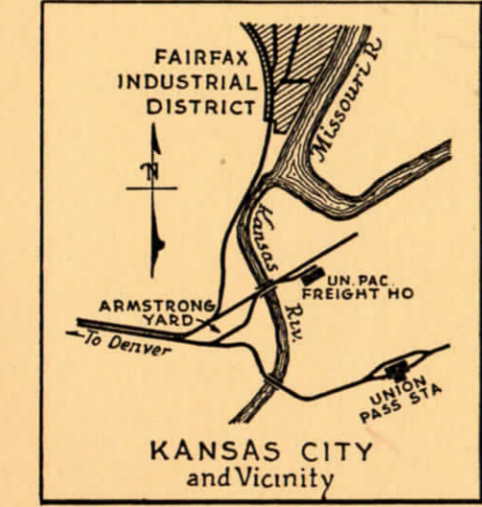 FAIRFAX
INDUSTRIAL
DISTRICT
Missouri R
N
Kansas
Riv.
UN. PAC.
FREIGHT HO
ARMSTRONG
YARD
To Denver
UNION
PASS STA
KANSAS CITY
and Vicinity